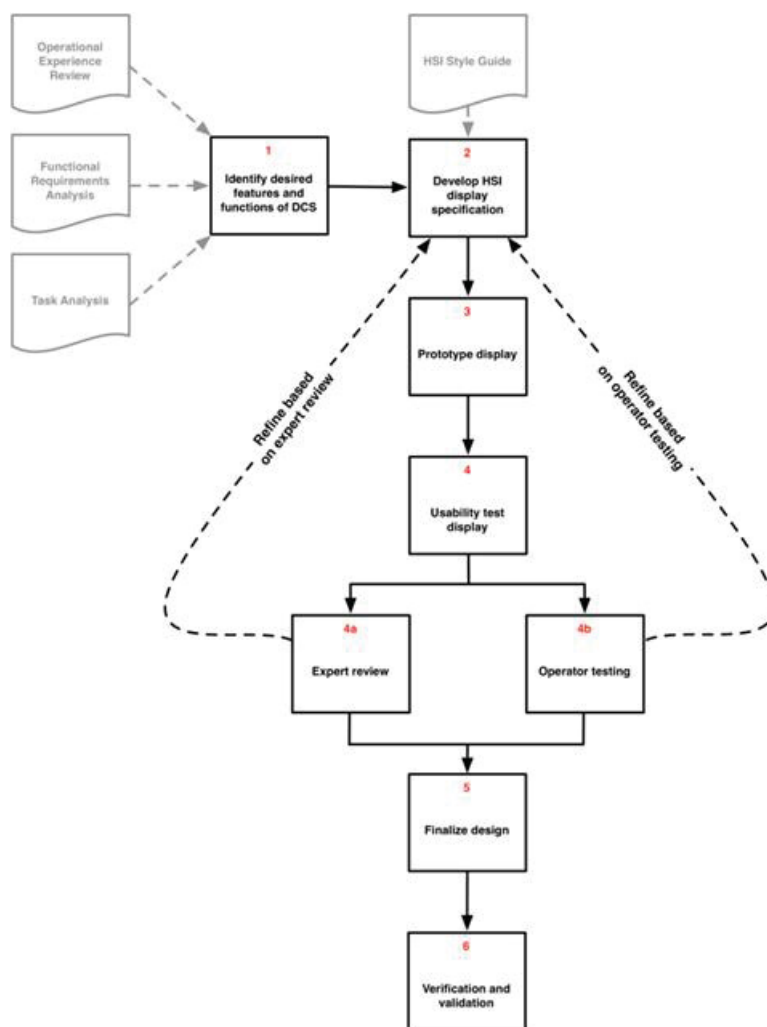 Operational
Experience
Review
HSI Style Guide
1
Identify desired
features and
functions of DCS
2
Develop HSI
display
specification
Functional
Requirements
Analysis
Task Analysis
3
Prototype display
Refine based
on expert review
Refine based
on operator testing
4
Usability test
display
4a
Expert review
4b
Operator testing
5
Finalize design
6
Verification and
validation